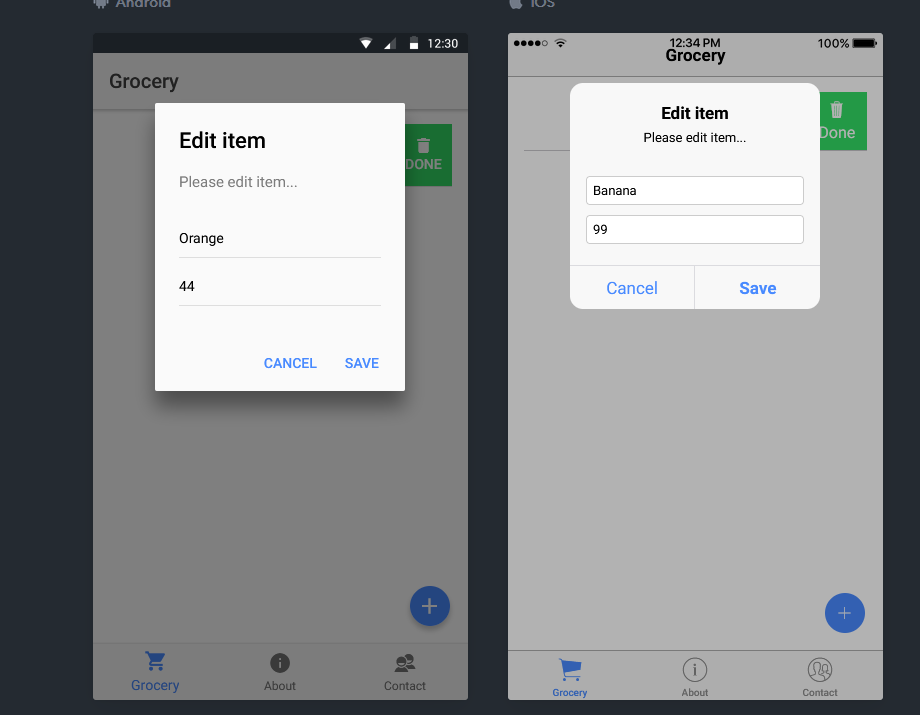 Android
12:30
Grocery
Edit item
Please edit item...
Orange
44
CANCEL SAVE
DONE
Grocery About Contact
iOS
12:34 PM 100%
Grocery
Edit item
Please edit item...
Banana
99
Cancel Save
Done
Grocery About Contact